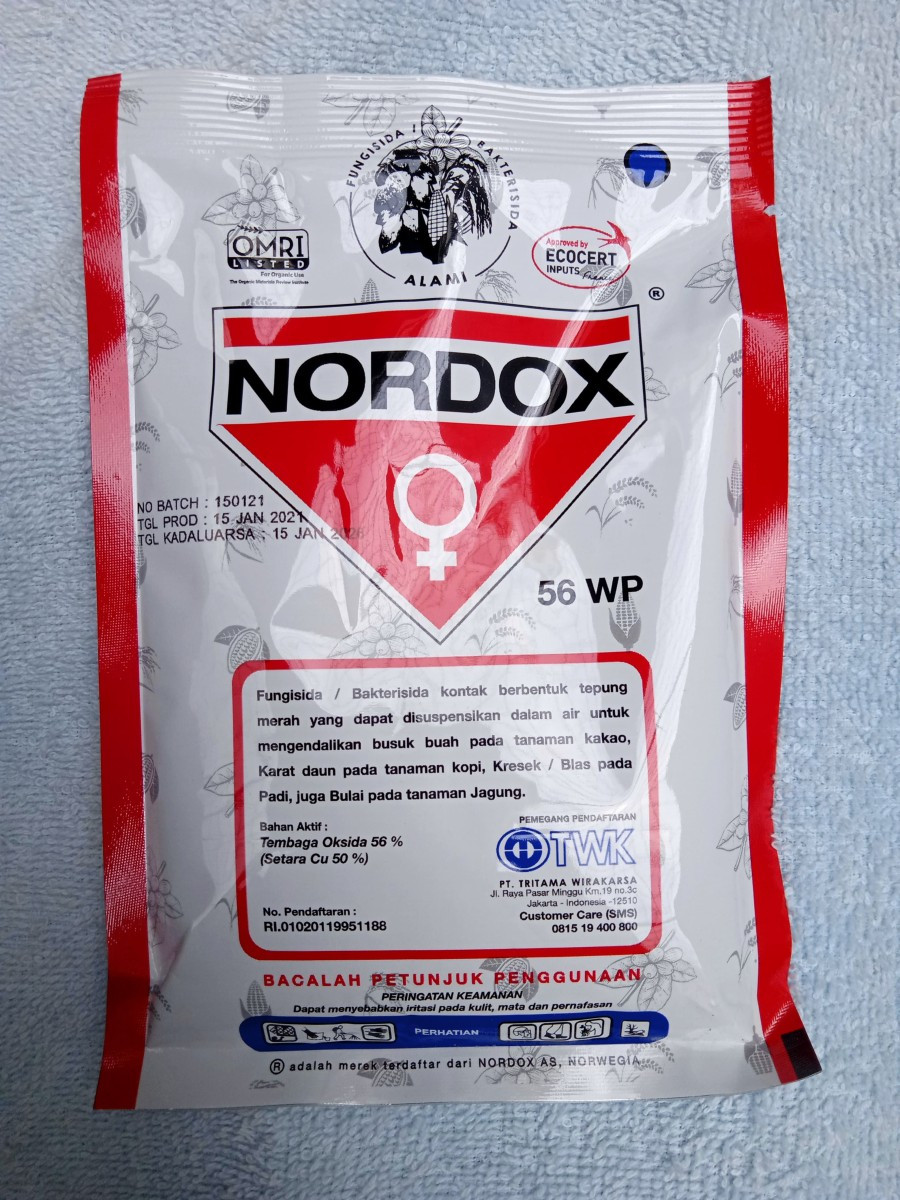 FUNGISIDA / BAKTERISIDA
ALAMI
OMRI
LISTED
For Organic Use
The Organic Materials Review Institute
Approved by
ECOCERT
INPUTS
France
®
NORDOX
NO BATCH : 150121
TGL PROD : 15 JAN 2021
TGL KADALUARSA : 15 JAN 2026
56 WP
Fungisida / Bakterisida kontak berbentuk tepung
merah yang dapat disuspensikan dalam air untuk
mengendalikan busuk buah pada tanaman kakao,
Karat daun pada tanaman kopi, Kresek / Blas pada
Padi, juga Bulai pada tanaman Jagung.
Bahan Aktif :
Tembaga Oksida 56 %
(Setara Cu 50 %)
No. Pendaftaran :
RI.01020119951188
PEMEGANG PENDAFTARAN
TWK
PT. TRITAMA WIRAKARSA
Jl. Raya Pasar Minggu Km.19 no.3c
Jakarta - Indonesia -12510
Customer Care (SMS)
0815 19 400 800
BACALAH PETUNJUK PENGGUNAAN
PERINGATAN KEAMANAN
Dapat menyebabkan iritasi pada kulit, mata dan pernafasan
PERHATIAN
® adalah merek terdaftar dari NORDOX AS, NORWEGIA